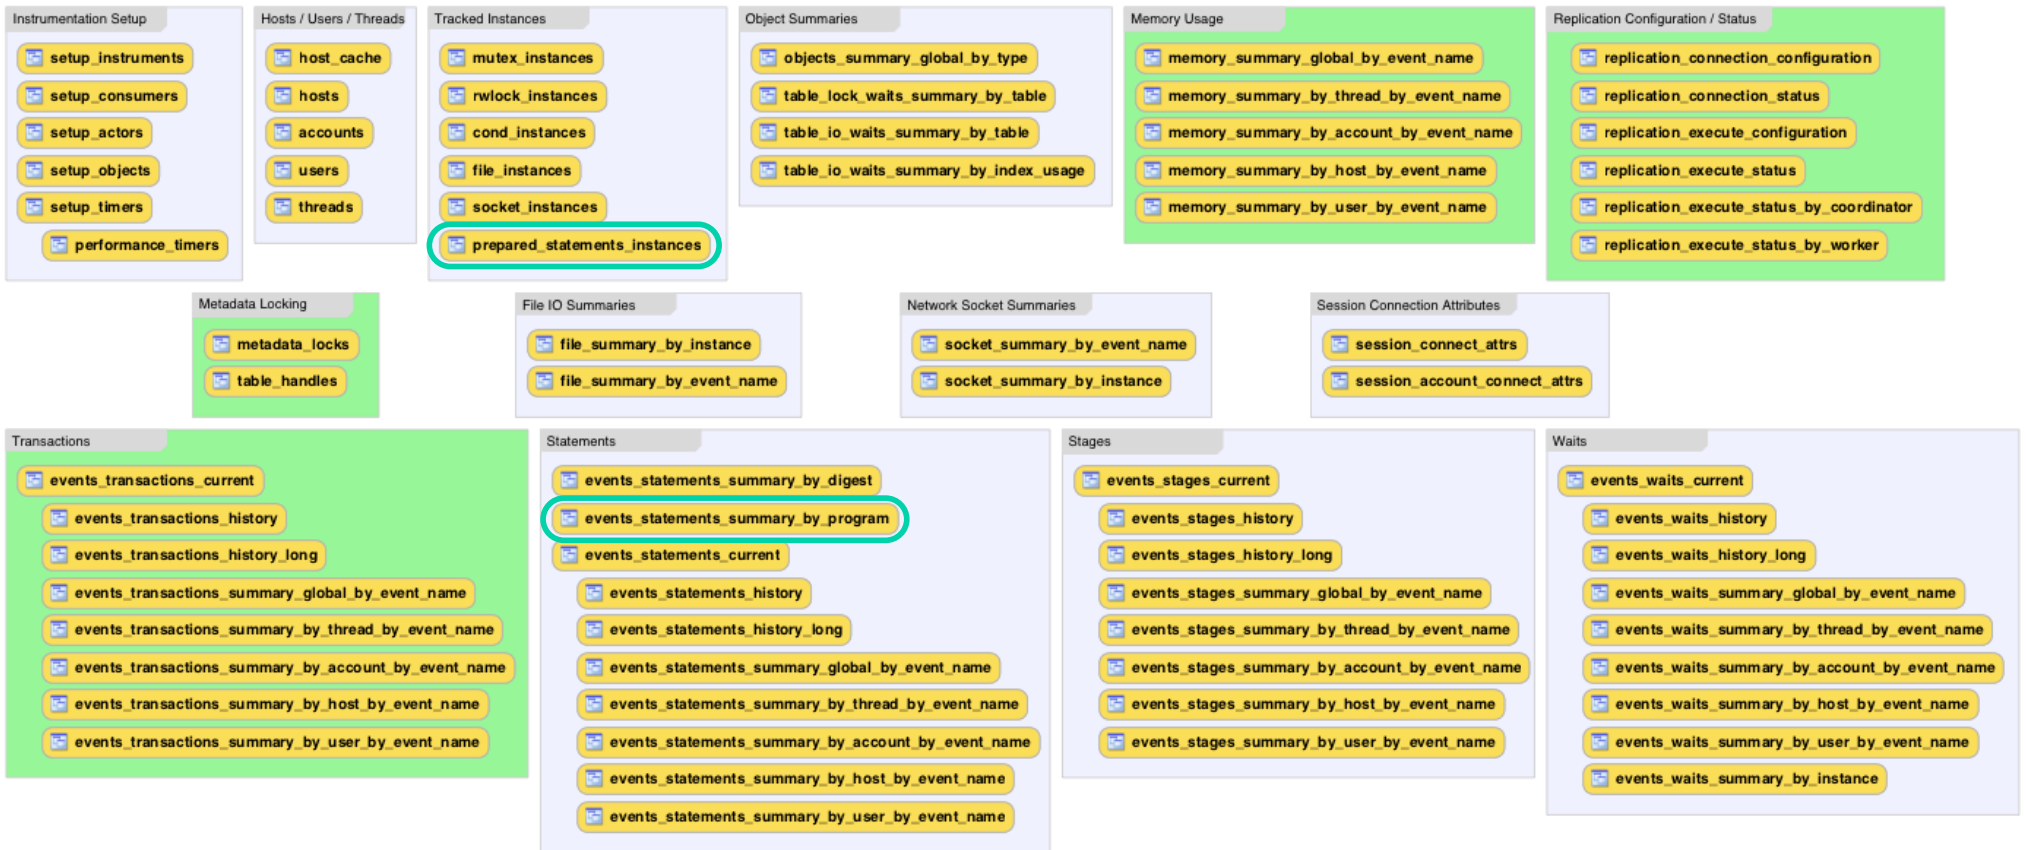 Instrumentation Setup
setup_instruments
setup_consumers
setup_actors
setup_objects
setup_timers
performance_timers
Hosts / Users / Threads
host_cache
hosts
accounts
users
threads
Tracked Instances
mutex_instances
rwlock_instances
cond_instances
file_instances
socket_instances
prepared_statements_instances
Object Summaries
objects_summary_global_by_type
table_lock_waits_summary_by_table
table_io_waits_summary_by_table
table_io_waits_summary_by_index_usage
Memory Usage
memory_summary_global_by_event_name
memory_summary_by_thread_by_event_name
memory_summary_by_account_by_event_name
memory_summary_by_host_by_event_name
memory_summary_by_user_by_event_name
Replication Configuration / Status
replication_connection_configuration
replication_connection_status
replication_execute_configuration
replication_execute_status
replication_execute_status_by_coordinator
replication_execute_status_by_worker
Metadata Locking
metadata_locks
table_handles
File IO Summaries
file_summary_by_instance
file_summary_by_event_name
Network Socket Summaries
socket_summary_by_event_name
socket_summary_by_instance
Session Connection Attributes
session_connect_attrs
session_account_connect_attrs
Transactions
events_transactions_current
events_transactions_history
events_transactions_history_long
events_transactions_summary_global_by_event_name
events_transactions_summary_by_thread_by_event_name
events_transactions_summary_by_account_by_event_name
events_transactions_summary_by_host_by_event_name
events_transactions_summary_by_user_by_event_name
Statements
events_statements_summary_by_digest
events_statements_summary_by_program
events_statements_current
events_statements_history
events_statements_history_long
events_statements_summary_global_by_event_name
events_statements_summary_by_thread_by_event_name
events_statements_summary_by_account_by_event_name
events_statements_summary_by_host_by_event_name
events_statements_summary_by_user_by_event_name
Stages
events_stages_current
events_stages_history
events_stages_history_long
events_stages_summary_global_by_event_name
events_stages_summary_by_thread_by_event_name
events_stages_summary_by_account_by_event_name
events_stages_summary_by_host_by_event_name
events_stages_summary_by_user_by_event_name
Waits
events_waits_current
events_waits_history
events_waits_history_long
events_waits_summary_global_by_event_name
events_waits_summary_by_thread_by_event_name
events_waits_summary_by_account_by_event_name
events_waits_summary_by_host_by_event_name
events_waits_summary_by_user_by_event_name
events_waits_summary_by_instance